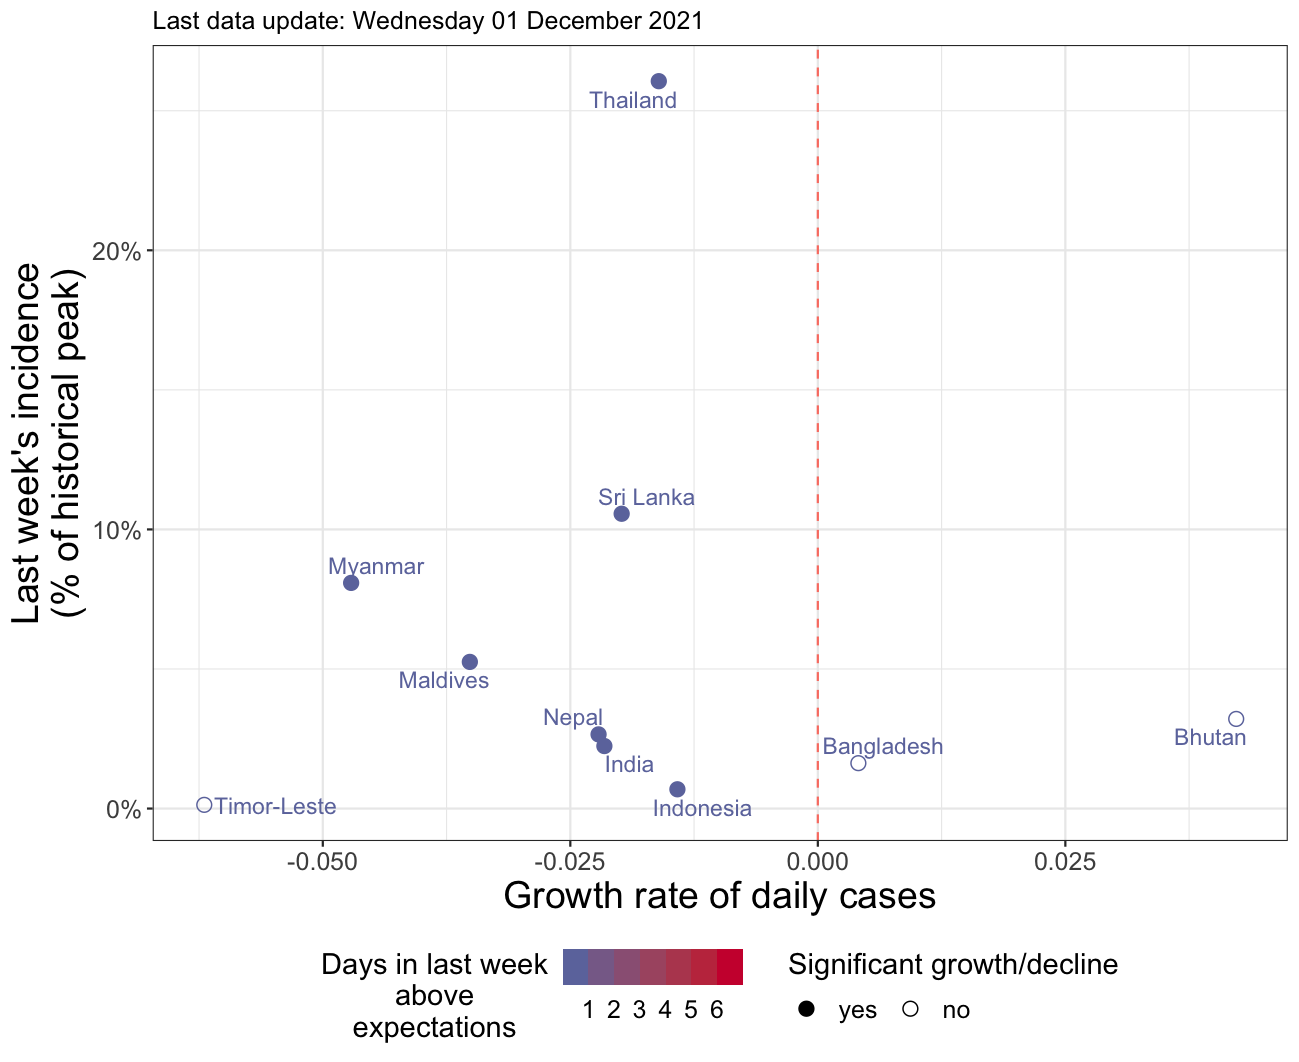 Last data update: Wednesday 01 December 2021
Last week's incidence
(% of historical peak)
20%
10%
0%
Thailand
Sri Lanka
Myanmar
Maldives
Nepal
India
Bhutan
Bangladesh
Indonesia
Timor-Leste
-0.050
-0.025
0.000
0.025
Growth rate of daily cases
Days in last week
above
expectations
1 2 3 4 5 6
Significant growth/decline
yes
no